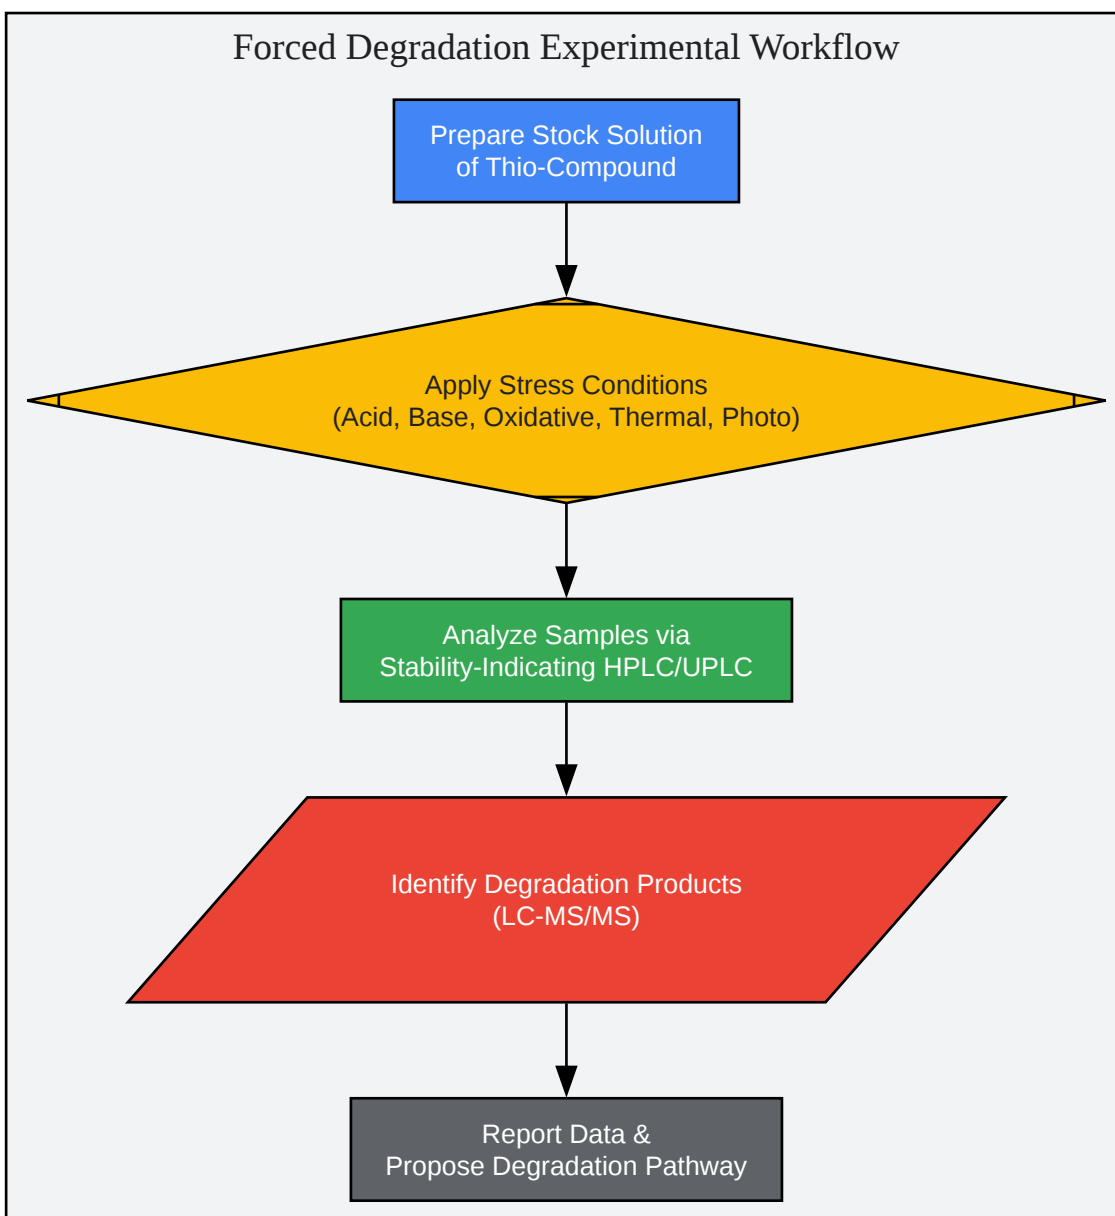 Forced Degradation Experimental Workflow
Prepare Stock Solution
of Thio-Compound
Apply Stress Conditions
(Acid, Base, Oxidative, Thermal, Photo)
Analyze Samples via
Stability-Indicating HPLC/UPLC
Identify Degradation Products
(LC-MS/MS)
Report Data &
Propose Degradation Pathway